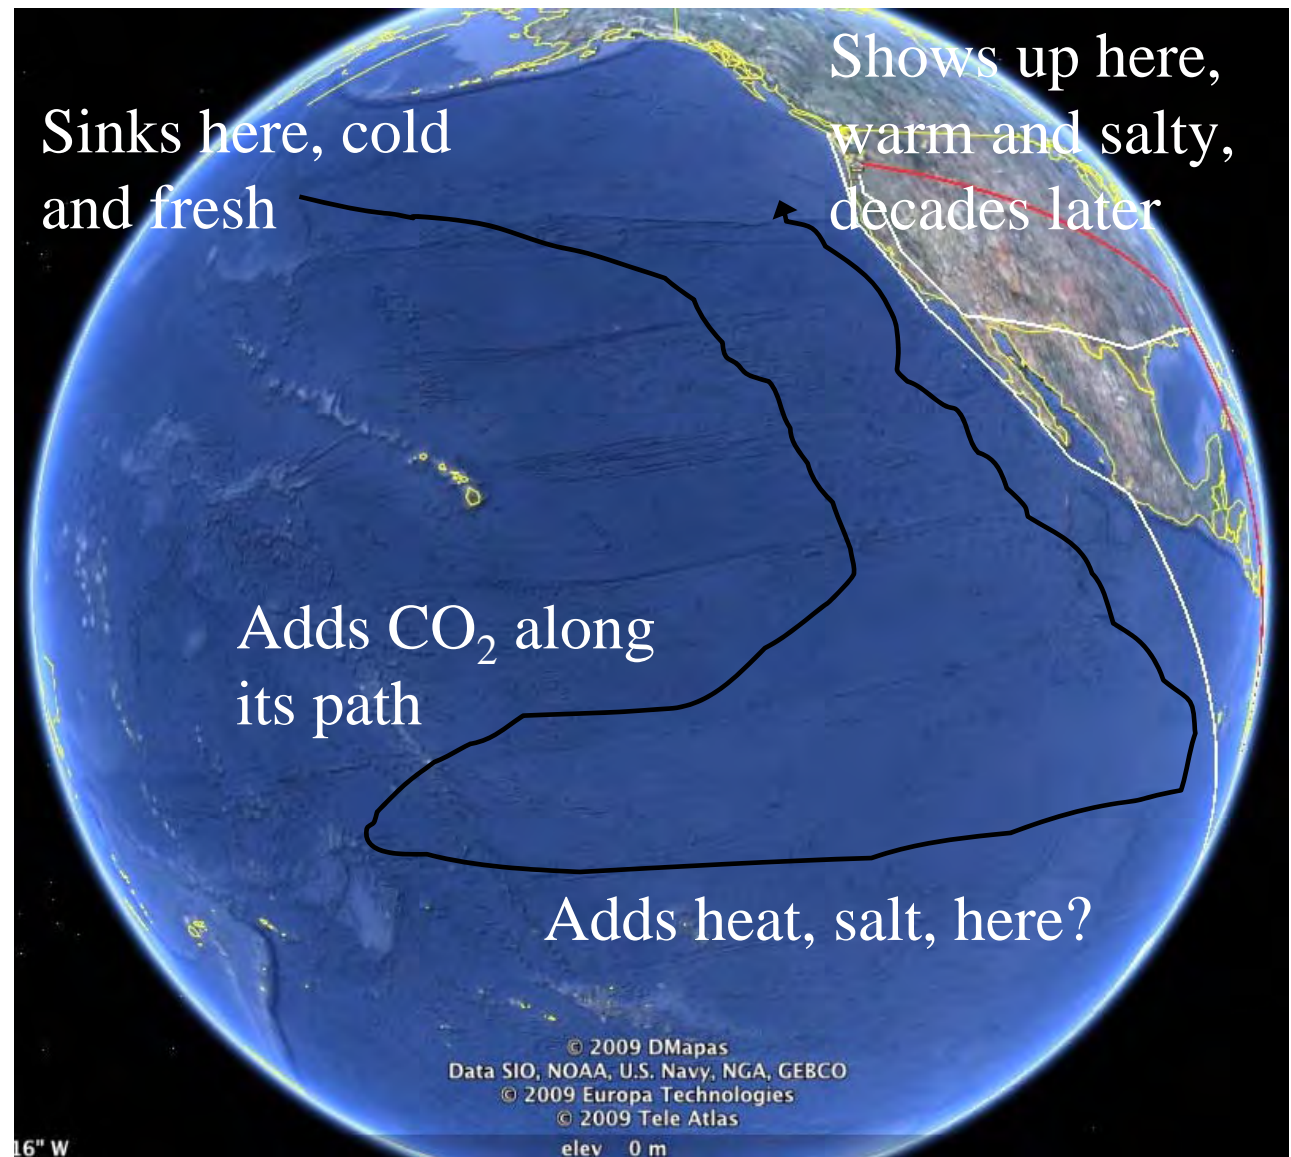 Shows up here,
warm and salty,
decades later
Sinks here, cold
and fresh
Adds CO₂ along
its path
Adds heat, salt, here?
© 2009 DMapas
Data SIO, NOAA, U.S. Navy, NGA, GEBCO
© 2009 Europa Technologies
© 2009 Tele Atlas
16" W
elev 0 m